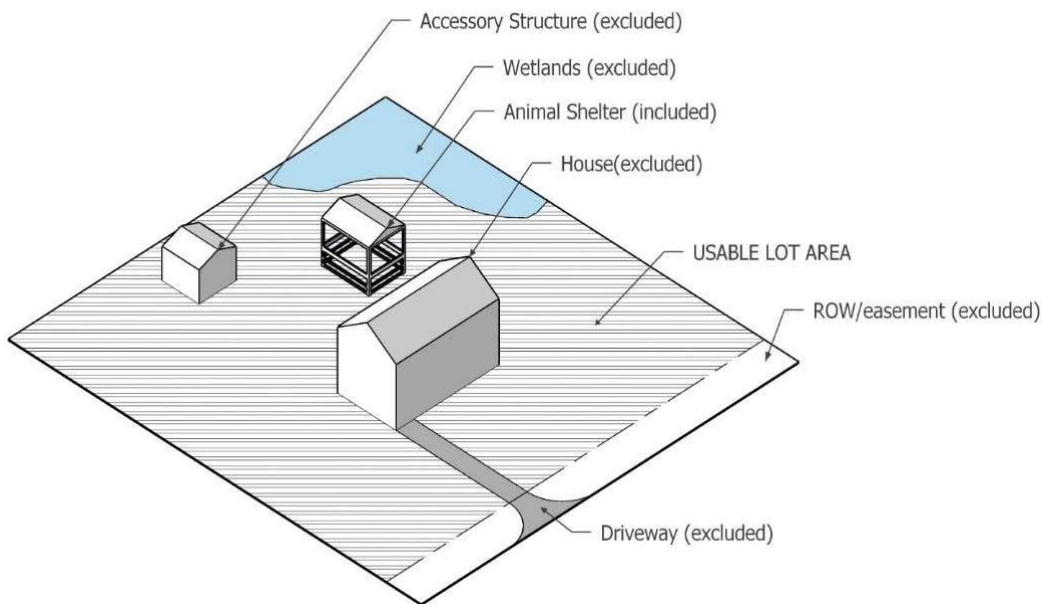 Accessory Structure (excluded)
Wetlands (excluded)
Animal Shelter (included)
House(excluded)
USABLE LOT AREA
ROW/easement (excluded)
Driveway (excluded)